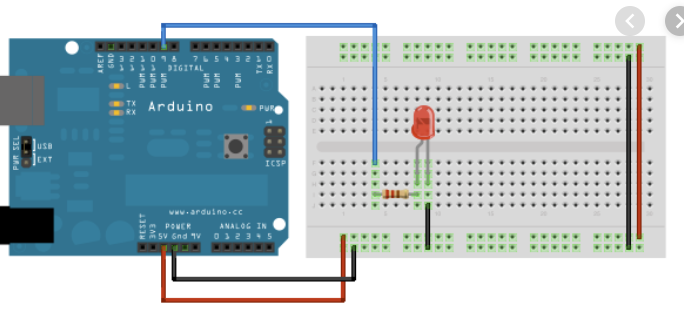 AREF
GND
13
12
11
10
9
8
7
6
5
4
3
2
1
0
PWM
PWM
PWM
PWM
PWM
PWM
TX
RX
DIGITAL
L
TX
RX
Arduino
PWR
1
ICSP
PWR SEL
USB
EXT
www.arduino.cc
RESET
3V3
5V
Gnd
9V
POWER
ANALOG IN
0 1 2 3 4 5